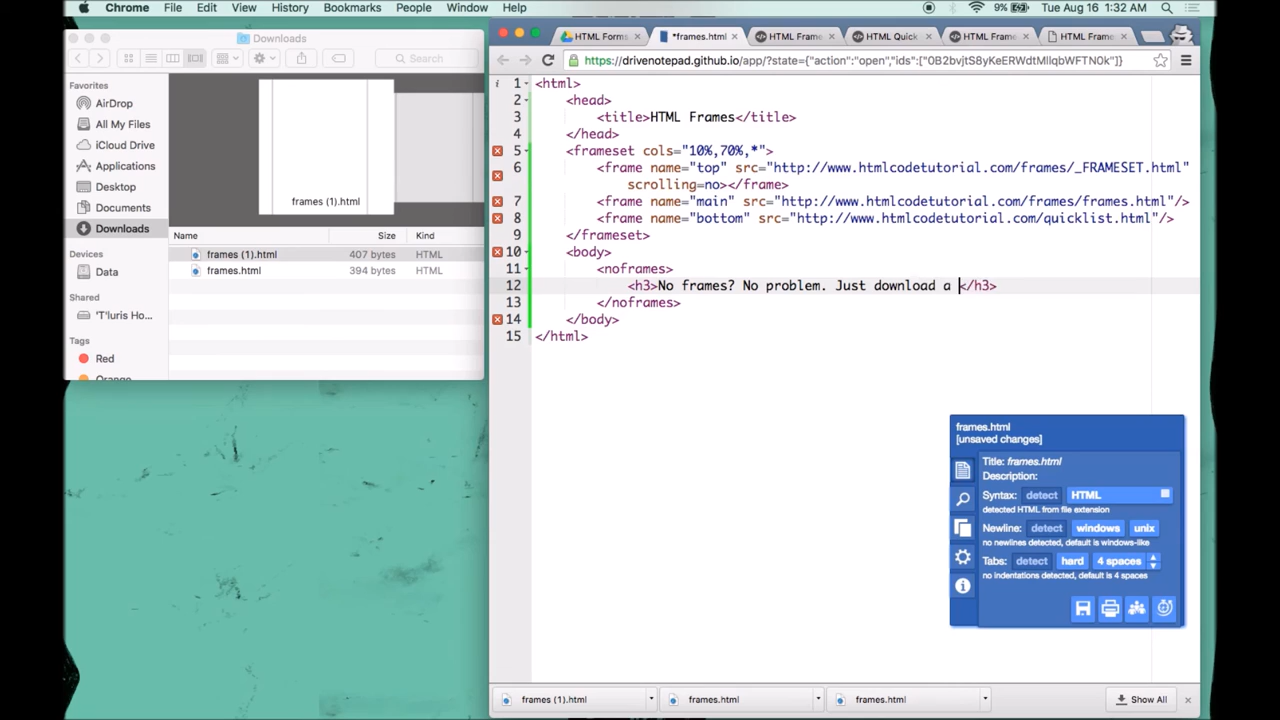 Chrome File Edit View History Bookmarks People Window Help 9% Tue Aug 16 1:32 AM
Downloads
Search
Favorites
AirDrop
All My Files
iCloud Drive
Applications
Desktop
Documents
Downloads
Devices
Data
Shared
'T'luris Ho...
Tags
Red
Orange
frames (1).html
Name Size Kind
frames (1).html 407 bytes HTML
frames.html 394 bytes HTML
HTML Forms *frames.html HTML Frame HTML Quick HTML Frame HTML Frame
https://drivenotepad.github.io/app/?state={"action":"open","ids":["0B2bvjtS8yKeERWdtMllqbWFTN0k"]}
1 <html>
2 <head>
3 <title>HTML Frames</title>
4 </head>
5 <frameset cols="10%,70%,*">
6 <frame name="top" src="http://www.htmlcodetutorial.com/frames/_FRAMESET.html"
scrolling=no></frame>
7 <frame name="main" src="http://www.htmlcodetutorial.com/frames/frames.html"/>
8 <frame name="bottom" src="http://www.htmlcodetutorial.com/quicklist.html"/>
9 </frameset>
10 <body>
11 <noframes>
12 <h3>No frames? No problem. Just download a </h3>
13 </noframes>
14 </body>
15 </html>
frames.html
[unsaved changes]
Title: frames.html
Description:
Syntax: detect HTML
detected HTML from file extension
Newline: detect windows unix
no newlines detected, default is windows-like
Tabs: detect hard 4 spaces
no indentations detected, default is 4 spaces
frames (1).html frames.html frames.html Show All